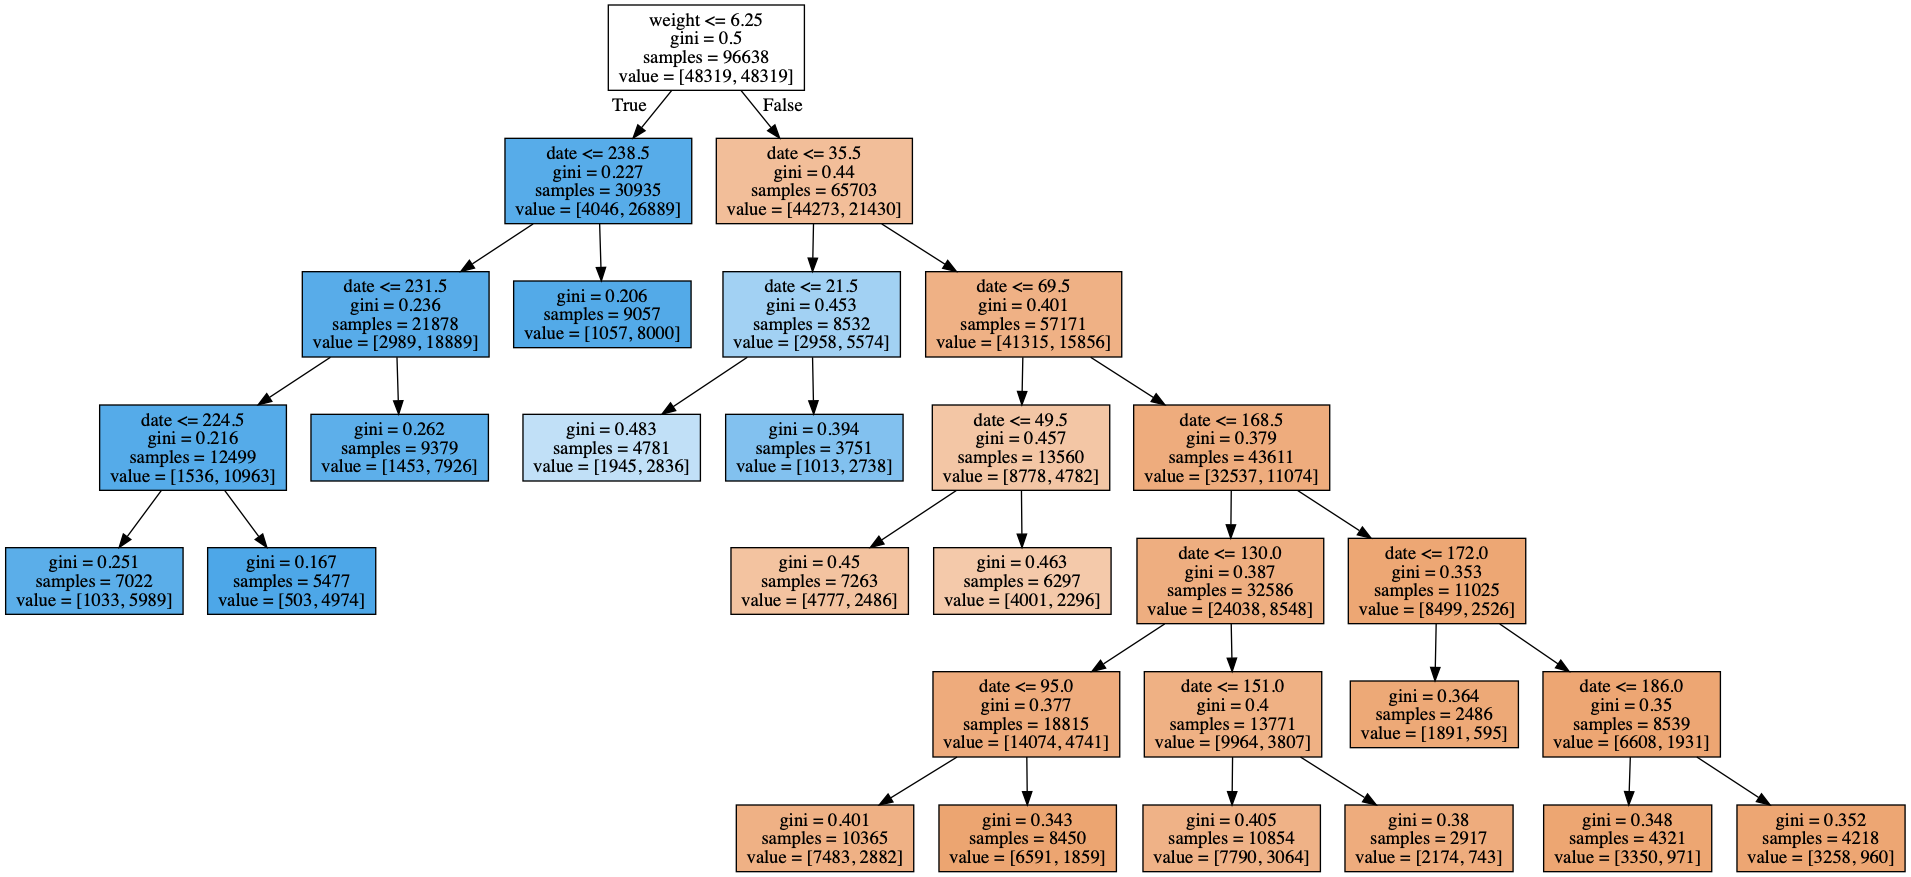 weight <= 6.25
gini = 0.5
samples = 96638
value = [48319, 48319]
True
False
date <= 238.5
gini = 0.227
samples = 30935
value = [4046, 26889]
date <= 35.5
gini = 0.44
samples = 65703
value = [44273, 21430]
date <= 231.5
gini = 0.236
samples = 21878
value = [2989, 18889]
gini = 0.206
samples = 9057
value = [1057, 8000]
date <= 21.5
gini = 0.453
samples = 8532
value = [2958, 5574]
date <= 69.5
gini = 0.401
samples = 57171
value = [41315, 15856]
date <= 224.5
gini = 0.216
samples = 12499
value = [1536, 10963]
gini = 0.262
samples = 9379
value = [1453, 7926]
gini = 0.483
samples = 4781
value = [1945, 2836]
gini = 0.394
samples = 3751
value = [1013, 2738]
date <= 49.5
gini = 0.457
samples = 13560
value = [8778, 4782]
date <= 168.5
gini = 0.379
samples = 43611
value = [32537, 11074]
gini = 0.251
samples = 7022
value = [1033, 5989]
gini = 0.167
samples = 5477
value = [503, 4974]
gini = 0.45
samples = 7263
value = [4777, 2486]
gini = 0.463
samples = 6297
value = [4001, 2296]
date <= 130.0
gini = 0.387
samples = 32586
value = [24038, 8548]
date <= 172.0
gini = 0.353
samples = 11025
value = [8499, 2526]
date <= 95.0
gini = 0.377
samples = 18815
value = [14074, 4741]
date <= 151.0
gini = 0.4
samples = 13771
value = [9964, 3807]
gini = 0.364
samples = 2486
value = [1891, 595]
date <= 186.0
gini = 0.35
samples = 8539
value = [6608, 1931]
gini = 0.401
samples = 10365
value = [7483, 2882]
gini = 0.343
samples = 8450
value = [6591, 1859]
gini = 0.405
samples = 10854
value = [7790, 3064]
gini = 0.38
samples = 2917
value = [2174, 743]
gini = 0.348
samples = 4321
value = [3350, 971]
gini = 0.352
samples = 4218
value = [3258, 960]